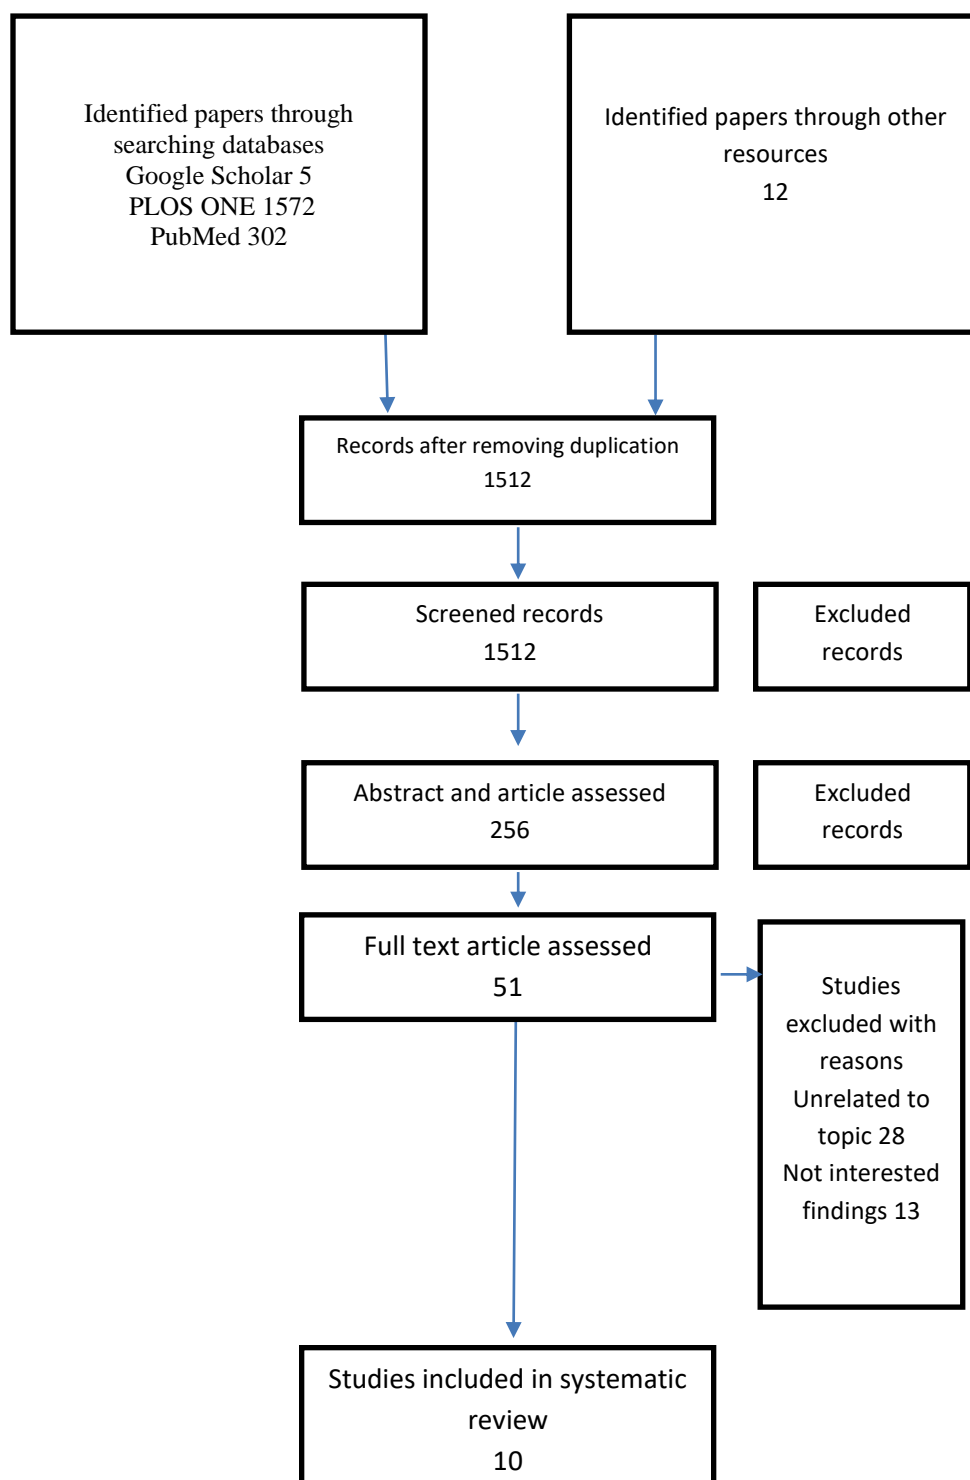 Identified papers through
searching databases
Google Scholar 5
PLOS ONE 1572
PubMed 302
Identified papers through other
resources
12
Records after removing duplication
1512
Screened records
1512
Excluded
records
Abstract and article assessed
256
Excluded
records
Full text article assessed
51
Studies
excluded with
reasons
Unrelated to
topic 28
Not interested
findings 13
Studies included in systematic
review
10